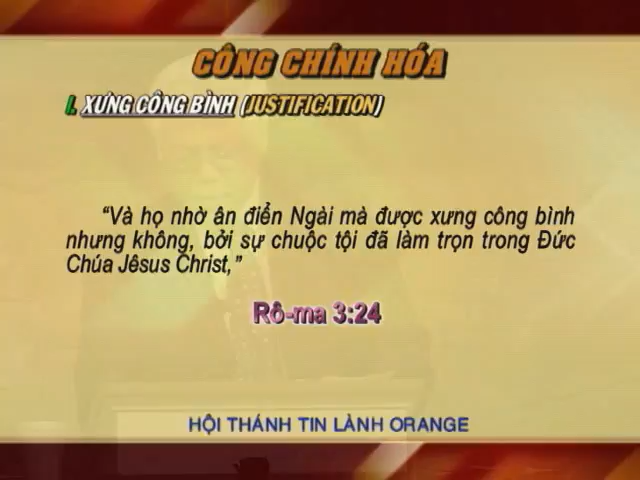 CÔNG CHÍNH HÓA
I. XƯNG CÔNG BÌNH (JUSTIFICATION)
“Và họ nhờ ân điển Ngài mà được xưng công bình
nhưng không, bởi sự chuộc tội đã làm trọn trong Đức
Chúa Jêsus Christ,”
Rô-ma 3:24
HỘI THÁNH TIN LÀNH ORANGE